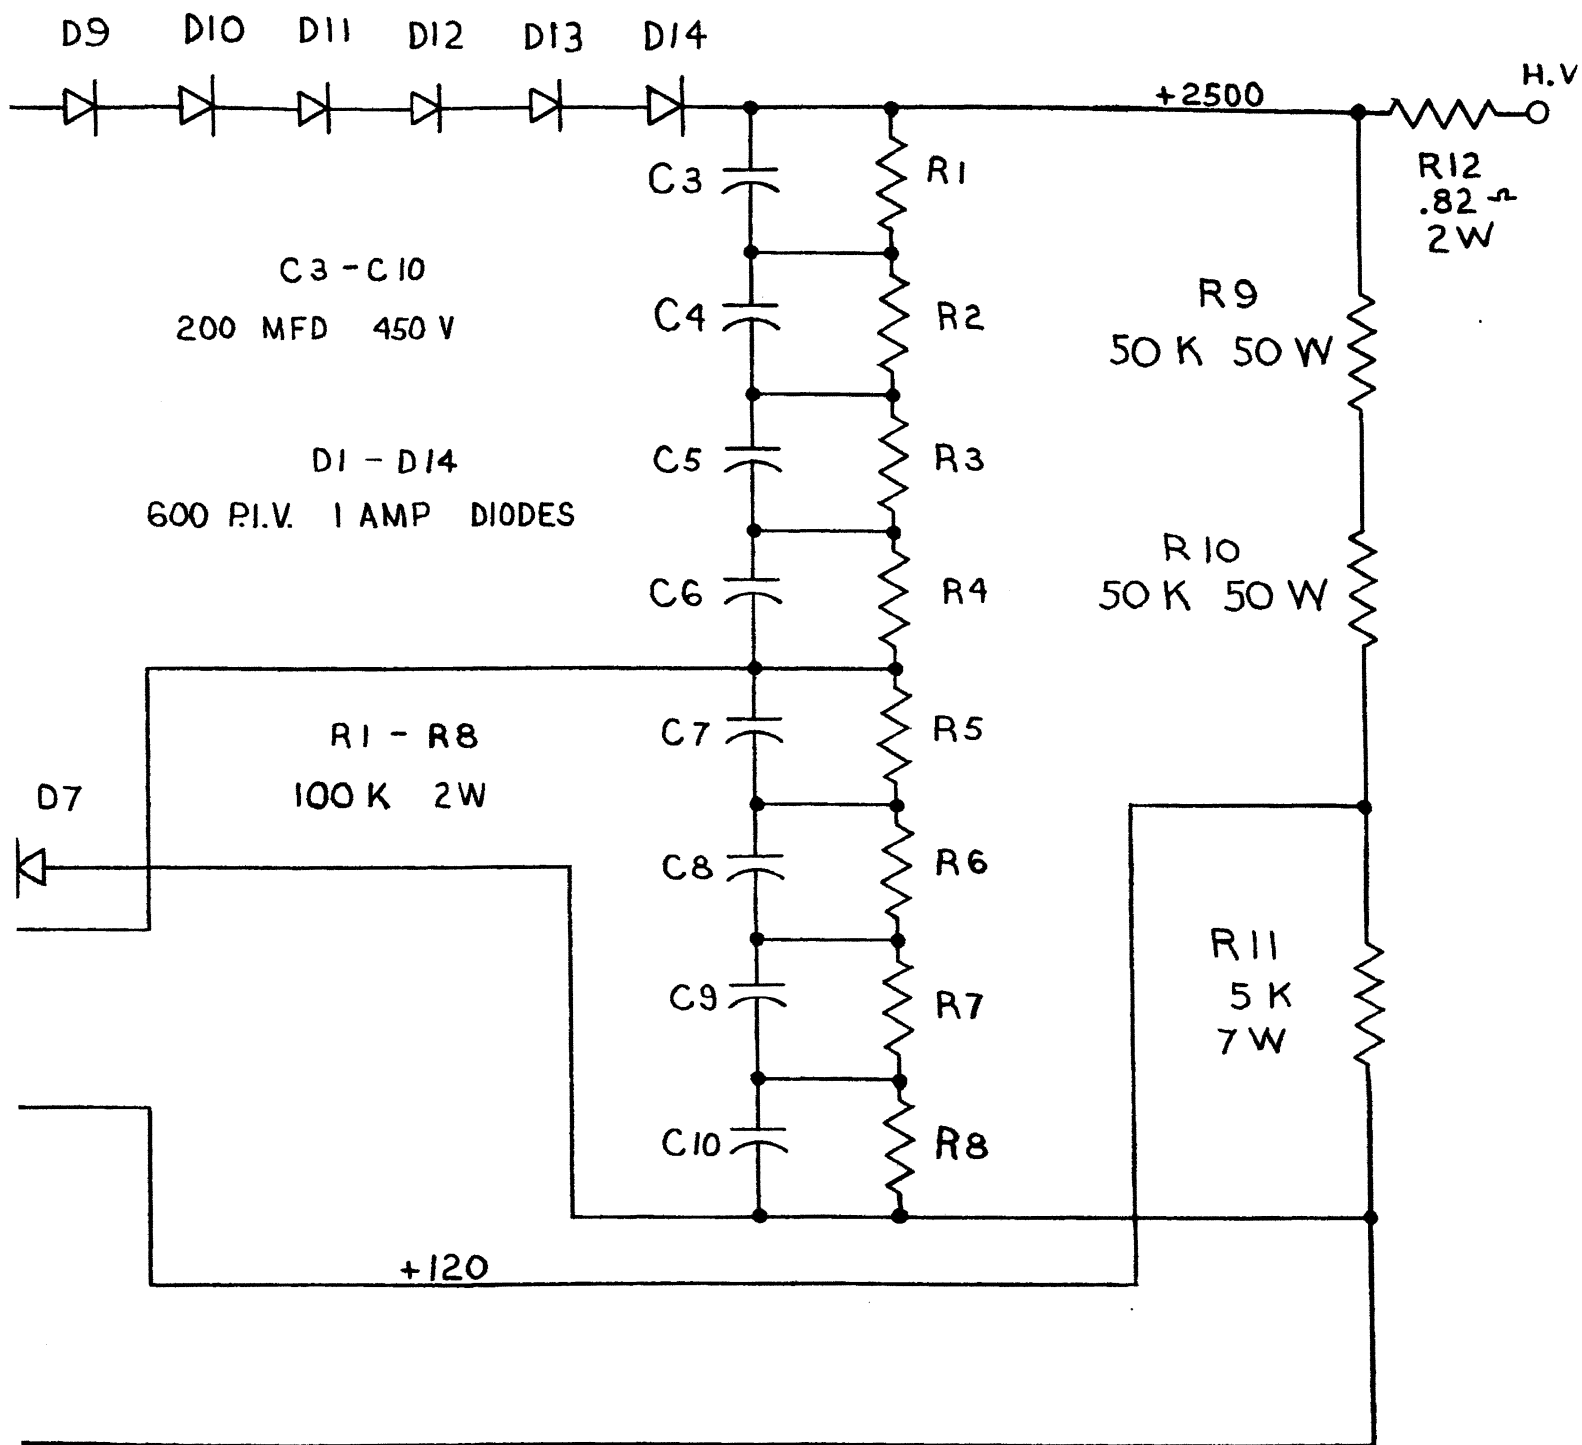 D9 D10 D11 D12 D13 D14
H.V
+2500
C3
R1
R12
.82 Ω
2W
C3 - C10
200 MFD 450 V
C4
R2
R9
50 K 50 W
D1 - D14
600 P.I.V. 1 AMP DIODES
C5
R3
C6
R4
R10
50 K 50 W
R1 - R8
100 K 2W
C7
R5
D7
C8
R6
R11
5 K
7 W
C9
R7
C10
R8
+120